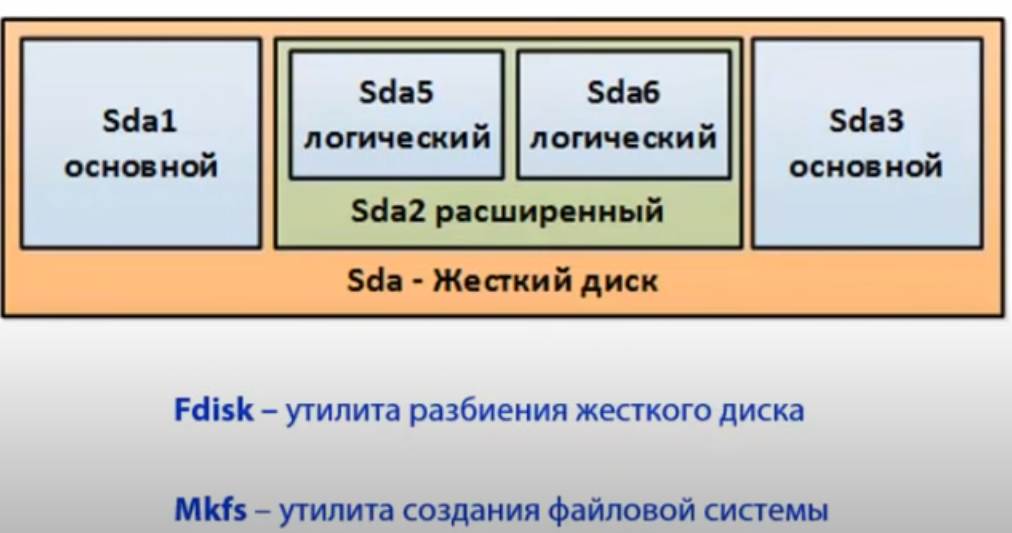 Sda1
основной
Sda5
логический
Sda6
логический
Sda2 расширенный
Sda3
основной
Sda - Жесткий диск
Fdisk – утилита разбиения жесткого диска
Mkfs – утилита создания файловой системы